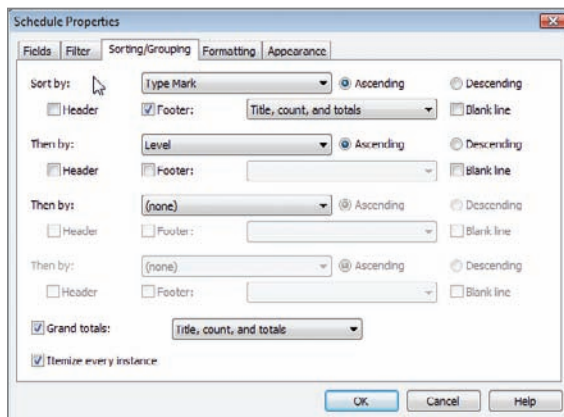 Schedule Properties
Fields Filter Sorting/Grouping Formatting Appearance
Sort by: Type Mark Ascending Descending
Header Footer: Title, count, and totals Blank line
Then by: Level Ascending Descending
Header Footer: Blank line
Then by: (none) Ascending Descending
Header Footer: Blank line
Then by: (none) Ascending Descending
Header Footer: Blank line
Grand totals: Title, count, and totals
Itemize every instance
OK Cancel Help